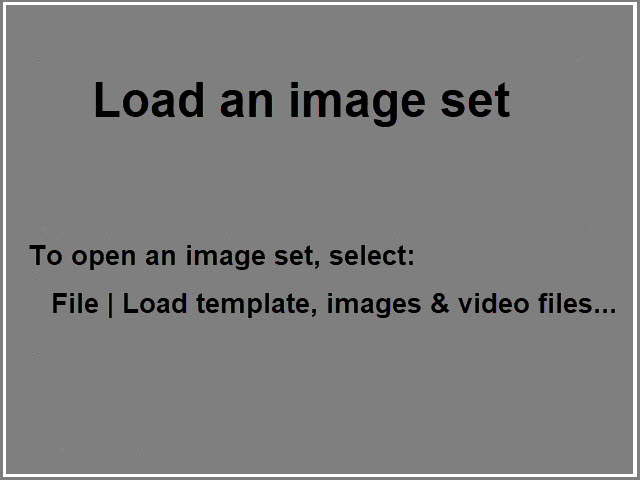 Load an image set
To open an image set, select:
File | Load template, images & video files...